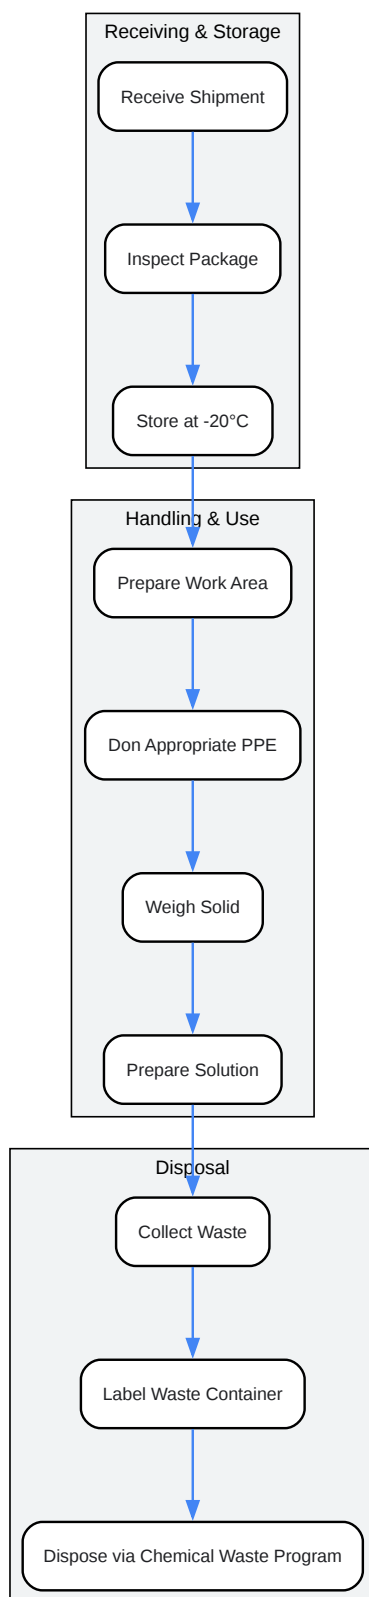 Receiving & Storage
Receive Shipment
Inspect Package
Store at -20°C
Handling & Use
Prepare Work Area
Don Appropriate PPE
Weigh Solid
Prepare Solution
Disposal
Collect Waste
Label Waste Container
Dispose via Chemical Waste Program